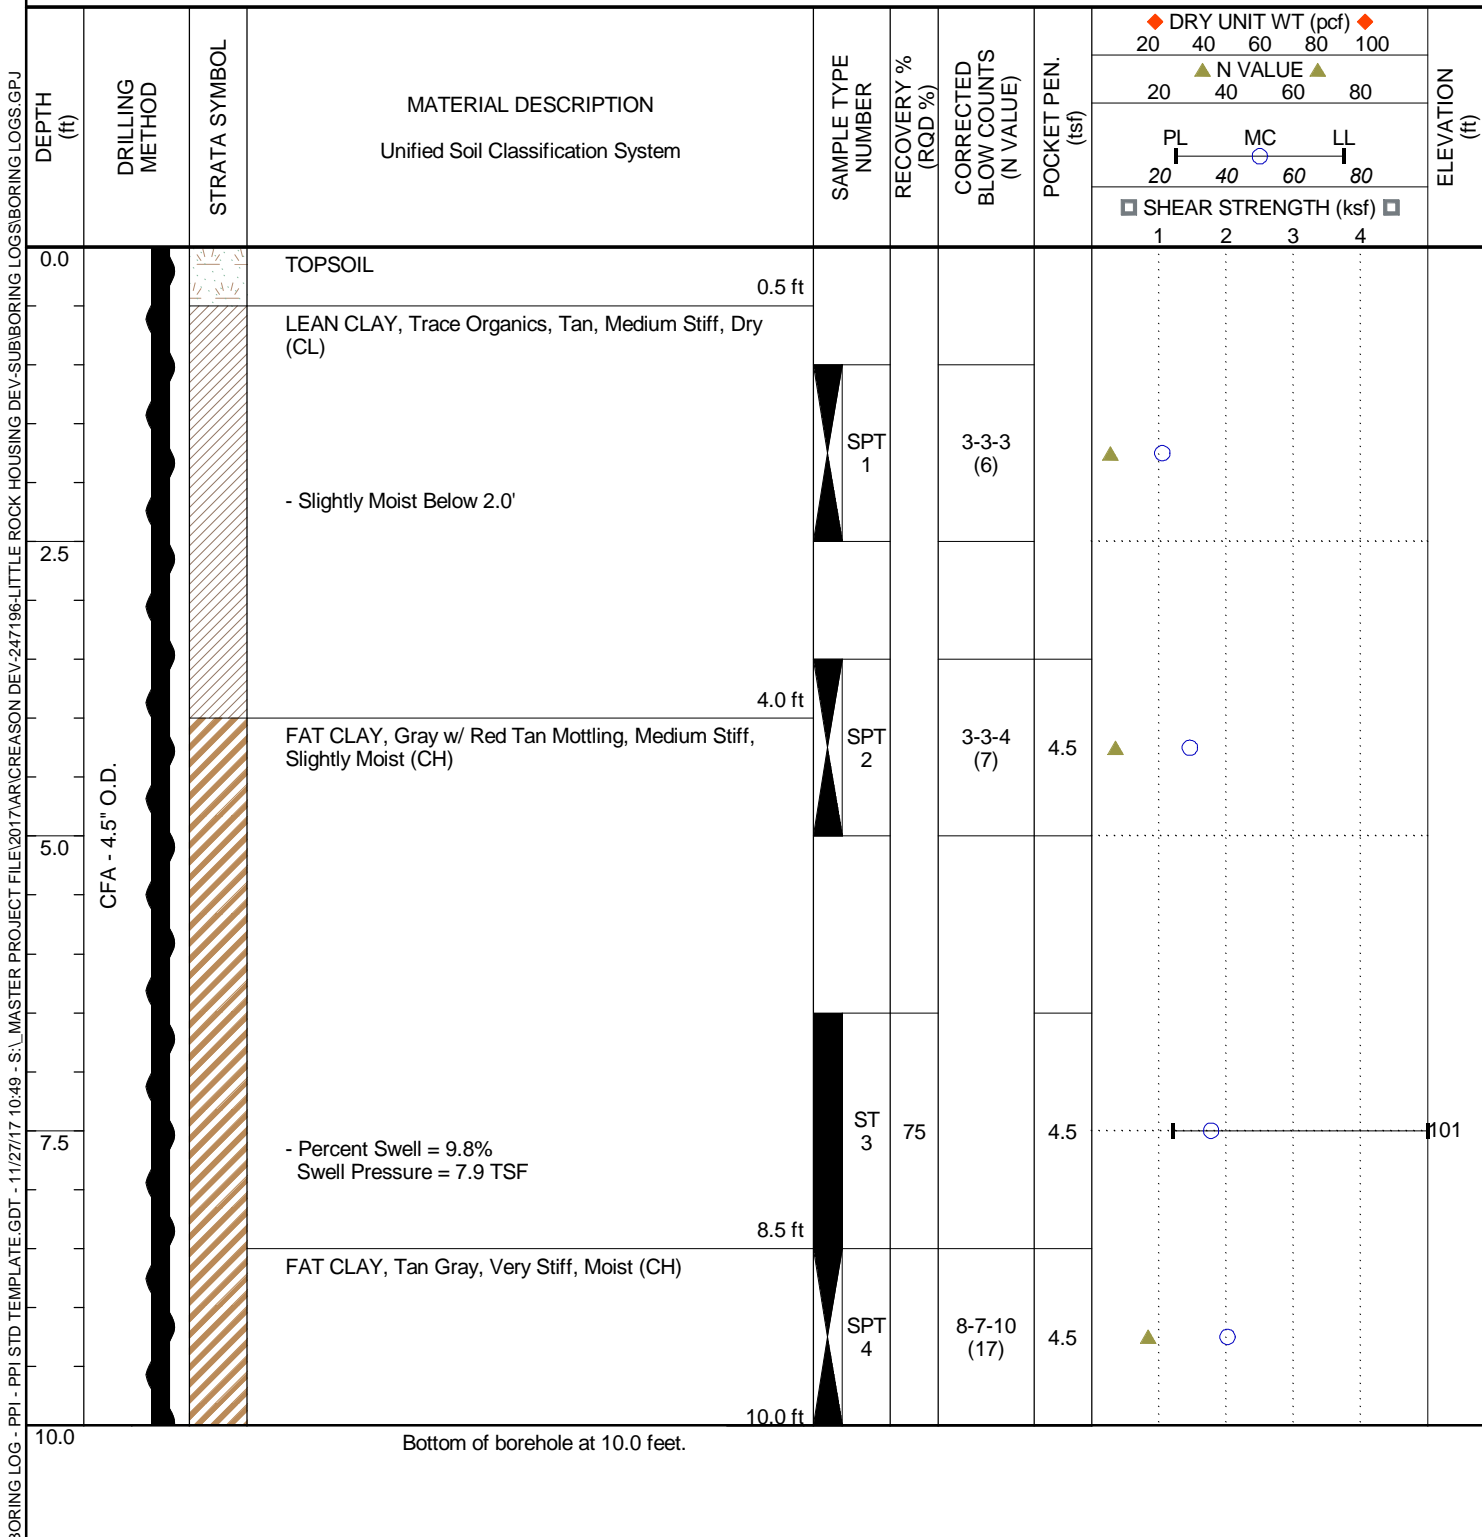 DEPTH
(ft)
DRILLING
METHOD
STRATA SYMBOL
MATERIAL DESCRIPTION
Unified Soil Classification System
SAMPLE TYPE
NUMBER
RECOVERY %
(RQD %)
CORRECTED
BLOW COUNTS
(N VALUE)
POCKET PEN.
(tsf)
DRY UNIT WT (pcf)
20 40 60 80 100
N VALUE
20 40 60 80
PL MC LL
20 40 60 80
SHEAR STRENGTH (ksf)
1 2 3 4
ELEVATION
(ft)
0.0
TOPSOIL
0.5 ft
LEAN CLAY, Trace Organics, Tan, Medium Stiff, Dry
(CL)
SPT
1
3-3-3
(6)
- Slightly Moist Below 2.0'
2.5
4.0 ft
FAT CLAY, Gray w/ Red Tan Mottling, Medium Stiff,
Slightly Moist (CH)
SPT
2
3-3-4
(7)
4.5
CFA - 4.5" O.D.
5.0
7.5
- Percent Swell = 9.8%
Swell Pressure = 7.9 TSF
ST
3
75
4.5
101
8.5 ft
FAT CLAY, Tan Gray, Very Stiff, Moist (CH)
SPT
4
8-7-10
(17)
4.5
10.0 ft
10.0
Bottom of borehole at 10.0 feet.
BORING LOG - PPI - PPI STD TEMPLATE.GDT - 11/27/17 10:49 - S:\_MASTER PROJECT FILE\2017\AR\CREASON DEV-247196-LITTLE ROCK HOUSING DEV-SUB\BORING LOGS\BORING LOGS.GPJ